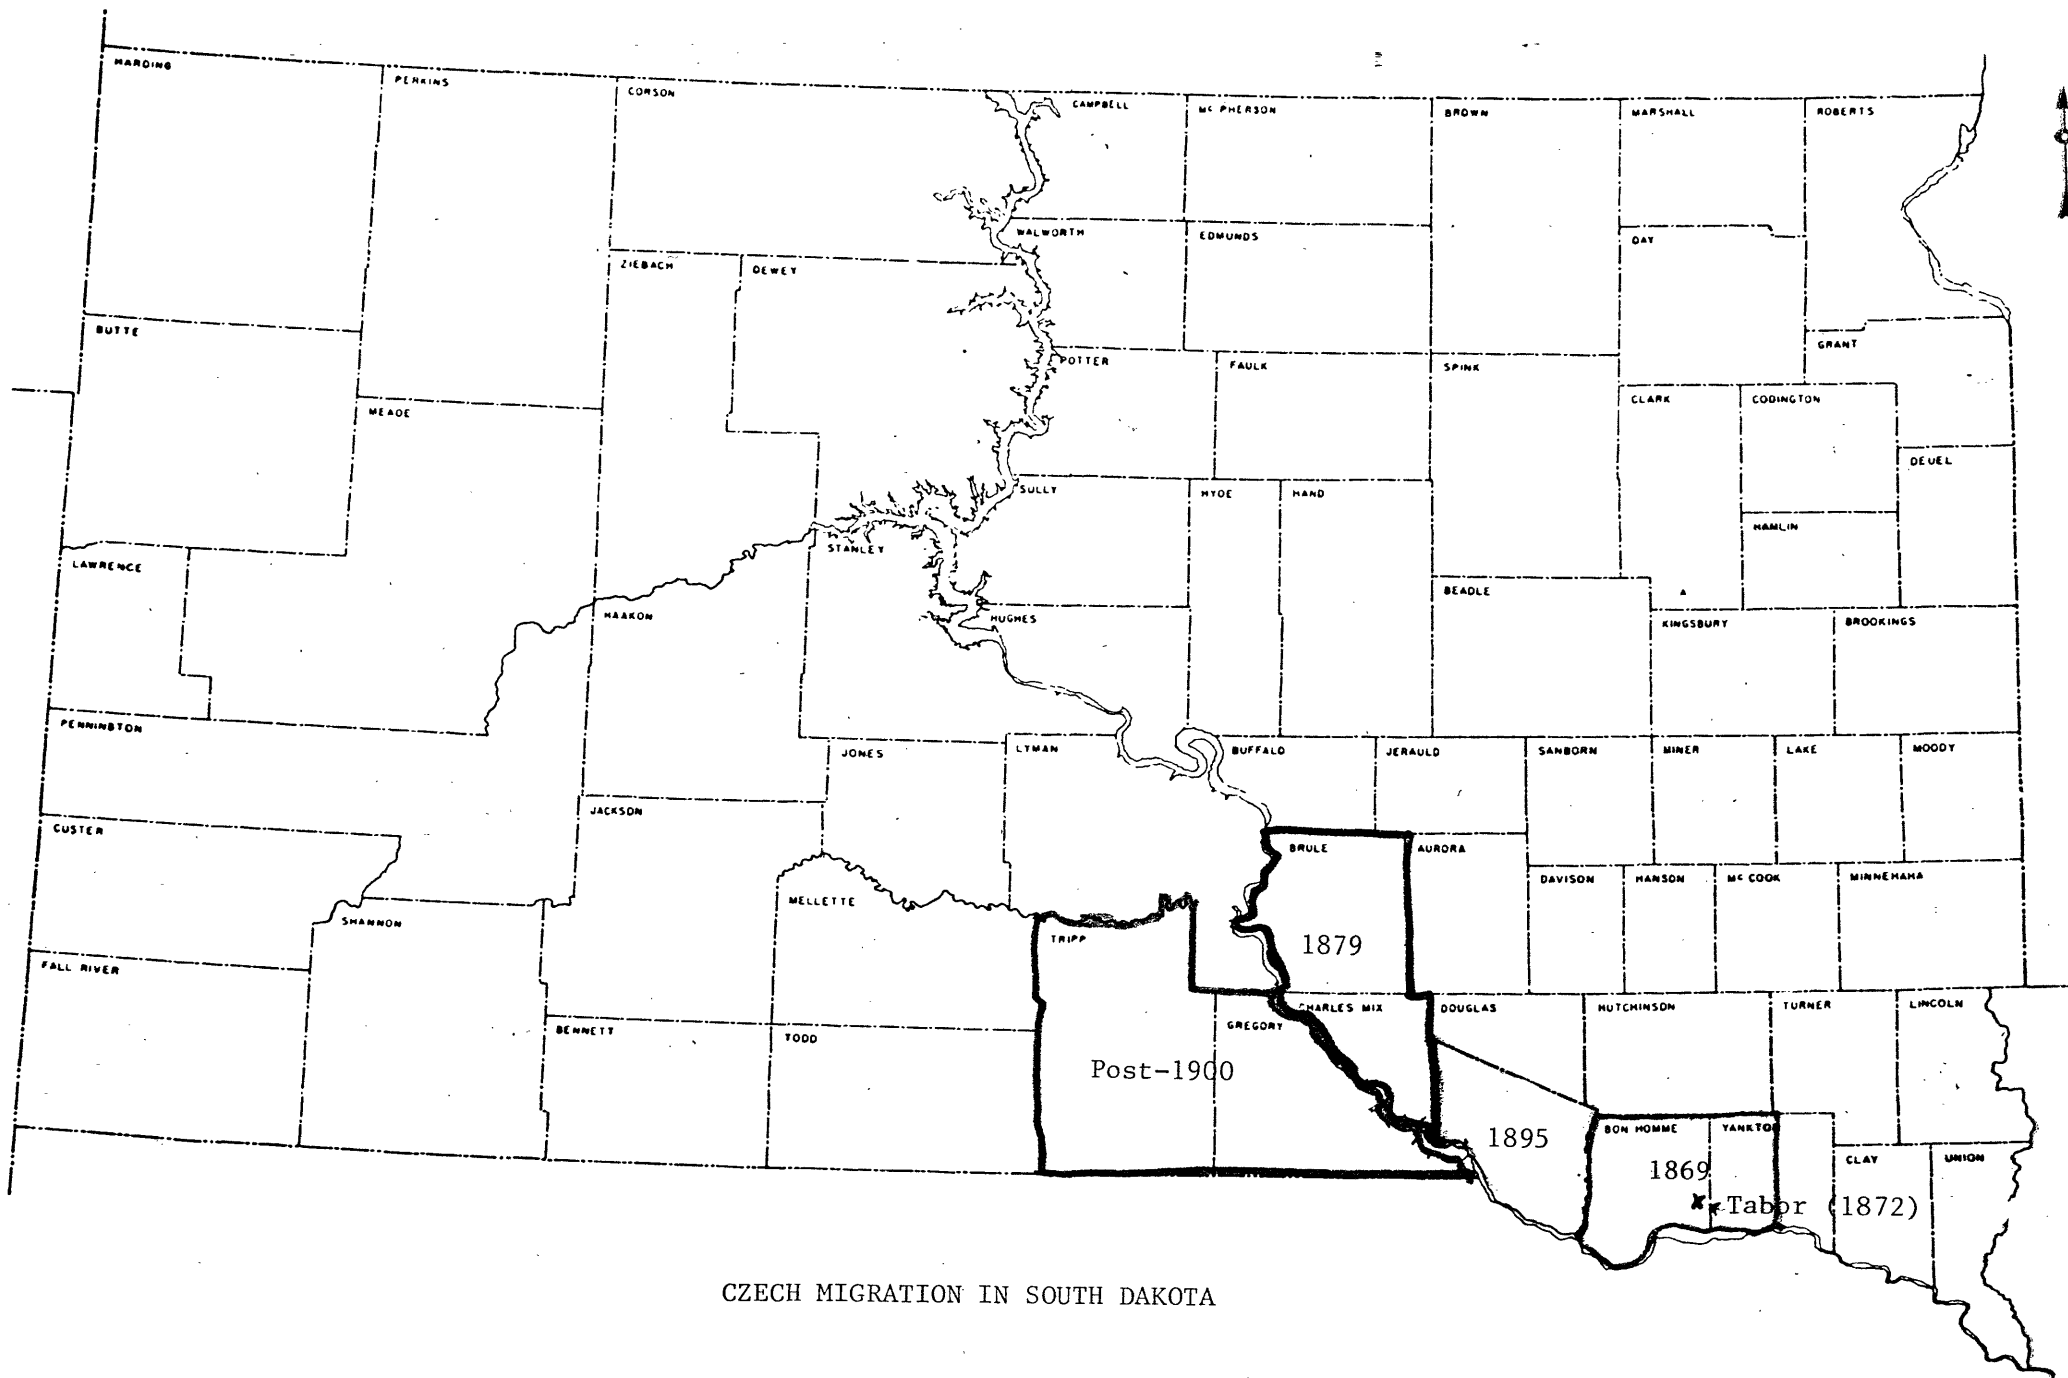 HARDING
PERKINS
CORSON
CAMPBELL
Mc PHERSON
BROWN
MARSHALL
ROBERTS
WALWORTH
EDMUNDS
DAY
ZIEBACH
DEWEY
BUTTE
GRANT
POTTER
FAULK
SPINK
MEADE
CLARK
CODINGTON
DEUEL
SULLY
HYDE
HAND
HAMLIN
STANLEY
LAWRENCE
BEADLE
HAAKON
HUGHES
KINGSBURY
BROOKINGS
PENNINGTON
JONES
LYMAN
BUFFALO
JERAULD
SANBORN
MINER
LAKE
MOODY
JACKSON
CUSTER
BRULE
AURORA
DAVISON
HANSON
Mc COOK
MINNEHAHA
MELLETTE
SHANNON
TRIPP
1879
FALL RIVER
CHARLES MIX
DOUGLAS
HUTCHINSON
TURNER
LINCOLN
GREGORY
BENNETT
TODD
Post-1900
1895
BON HOMME
YANKTON
CLAY
UNION
1869
Tabor (1872)
CZECH MIGRATION IN SOUTH DAKOTA